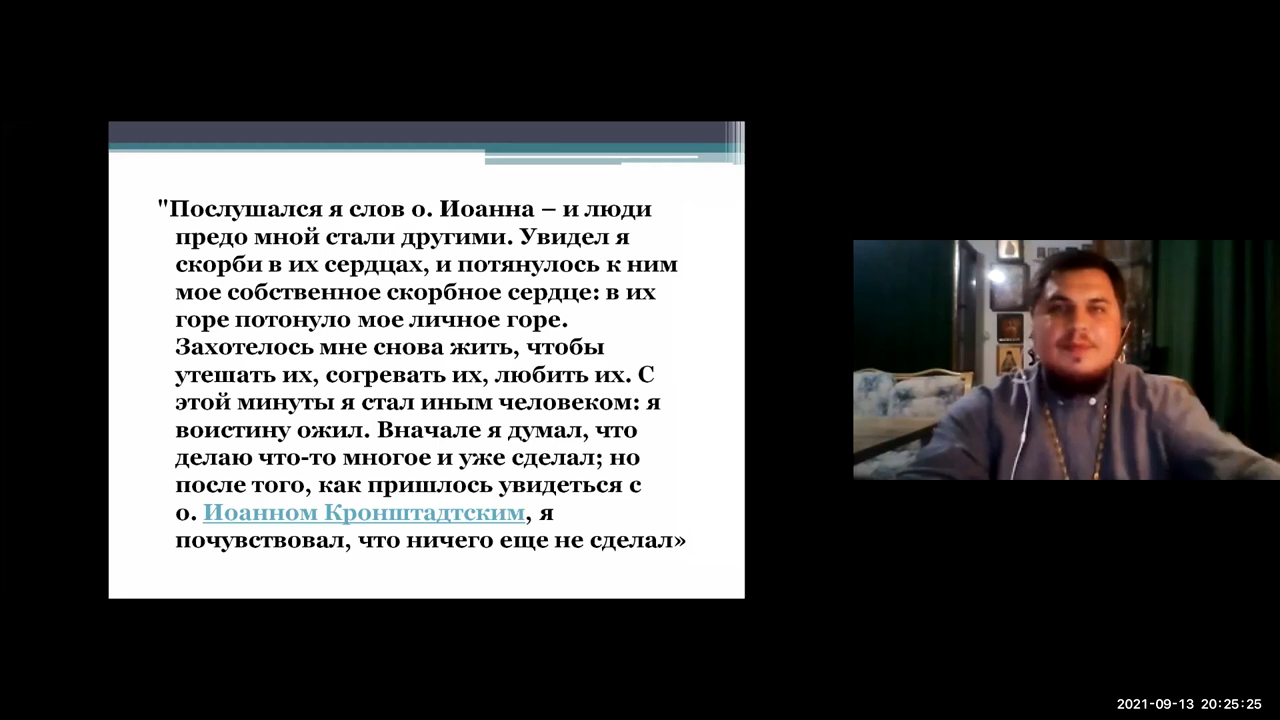 "Послушался я слов о. Иоанна – и люди
предо мной стали другими. Увидел я
скорби в их сердцах, и потянулось к ним
мое собственное скорбное сердце: в их
горе потонуло мое личное горе.
Захотелось мне снова жить, чтобы
утешать их, согревать их, любить их. С
этой минуты я стал иным человеком: я
воистину ожил. Вначале я думал, что
делаю что-то многое и уже сделал; но
после того, как пришлось увидеться с
о. Иоанном Кронштадтским, я
почувствовал, что ничего еще не сделал»
2021-09-13 20:25:25